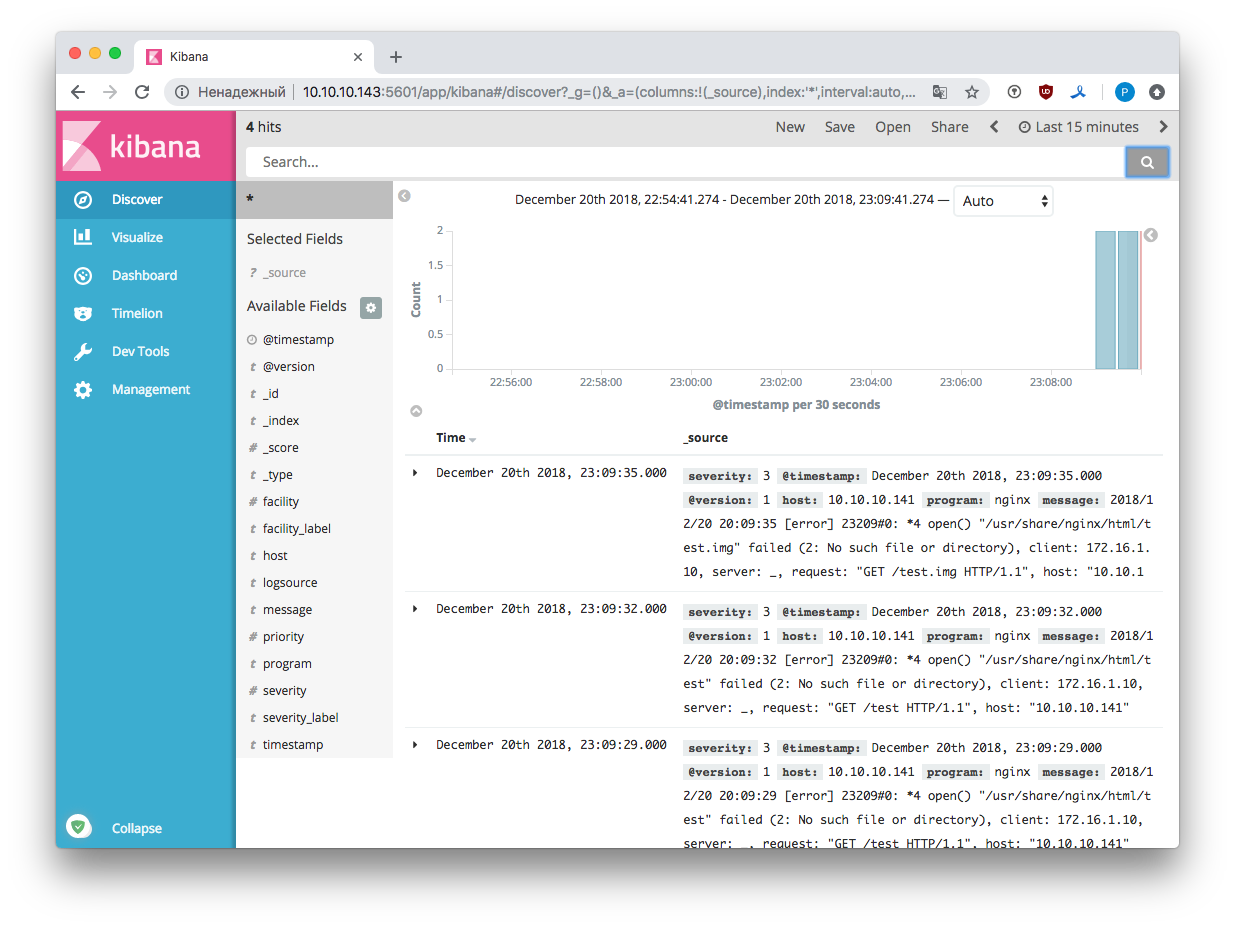 Kibana
Ненадежный | 10.10.10.143:5601/app/kibana#/discover?_g=()&_a=(columns:!(_source),index:'*',interval:auto,...
P
kibana
4 hits
New Save Open Share Last 15 minutes
Search...
Discover
Visualize
Dashboard
Timelion
Dev Tools
Management
Collapse
*
Selected Fields
? _source
Available Fields
@timestamp
t @version
t _id
t _index
# _score
t _type
# facility
t facility_label
t host
t logsource
t message
# priority
t program
# severity
t severity_label
t timestamp
December 20th 2018, 22:54:41.274 - December 20th 2018, 23:09:41.274 — Auto
Count
2
1.5
1
0.5
0
22:56:00 22:58:00 23:00:00 23:02:00 23:04:00 23:06:00 23:08:00
@timestamp per 30 seconds
Time _source
December 20th 2018, 23:09:35.000 severity: 3 @timestamp: December 20th 2018, 23:09:35.000
@version: 1 host: 10.10.10.141 program: nginx message: 2018/1
2/20 20:09:35 [error] 23209#0: *4 open() "/usr/share/nginx/html/t
est.img" failed (2: No such file or directory), client: 172.16.1.
10, server: _, request: "GET /test.img HTTP/1.1", host: "10.10.1
December 20th 2018, 23:09:32.000 severity: 3 @timestamp: December 20th 2018, 23:09:32.000
@version: 1 host: 10.10.10.141 program: nginx message: 2018/1
2/20 20:09:32 [error] 23209#0: *4 open() "/usr/share/nginx/html/t
est" failed (2: No such file or directory), client: 172.16.1.10,
server: _, request: "GET /test HTTP/1.1", host: "10.10.10.141"
December 20th 2018, 23:09:29.000 severity: 3 @timestamp: December 20th 2018, 23:09:29.000
@version: 1 host: 10.10.10.141 program: nginx message: 2018/1
2/20 20:09:29 [error] 23209#0: *4 open() "/usr/share/nginx/html/t
est" failed (2: No such file or directory), client: 172.16.1.10,
server: _, request: "GET /test HTTP/1.1", host: "10.10.10.141"